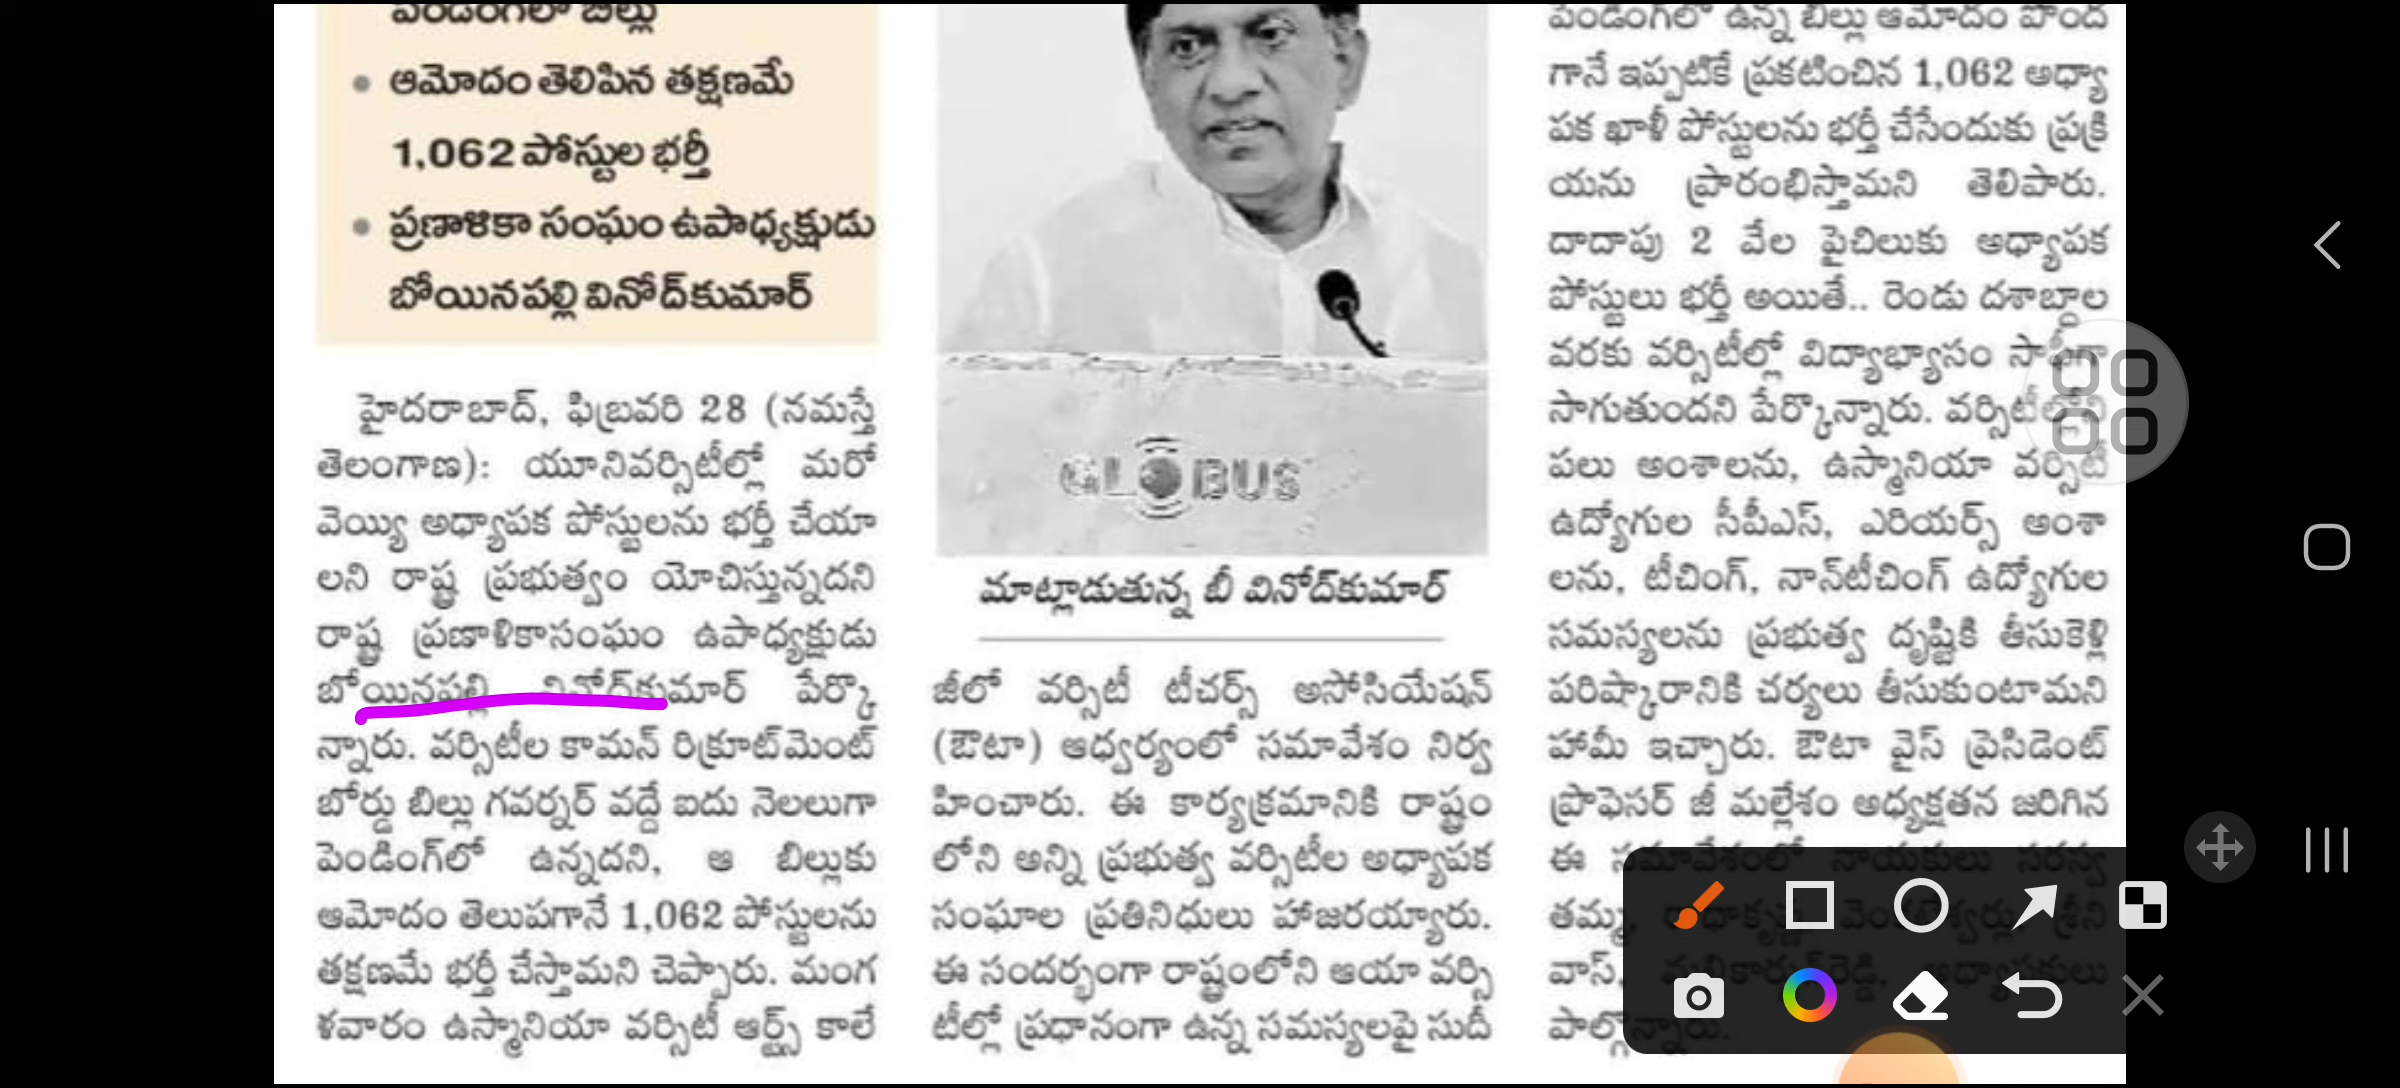 పెండింగ్‌లో బిల్లు
ఆమోదం తెలిపిన తక్షణమే
1,062 పోస్టుల భర్తీ
ప్రణాళికా సంఘం ఉపాధ్యక్షుడు
బోయినపల్లి వినోద్‌కుమార్
హైదరాబాద్, ఫిబ్రవరి 28 (నమస్తే
తెలంగాణ): యూనివర్సిటీల్లో మరో
వెయ్యి అధ్యాపక పోస్టులను భర్తీ చేయా
లని రాష్ట్ర ప్రభుత్వం యోచిస్తున్నదని
రాష్ట్ర ప్రణాళికాసంఘం ఉపాధ్యక్షుడు
బోయినపల్లి వినోద్‌కుమార్ పేర్కొ
న్నారు. వర్సిటీల కామన్ రిక్రూట్‌మెంట్
బోర్డు బిల్లు గవర్నర్ వద్దే ఐదు నెలలుగా
పెండింగ్‌లో ఉన్నదని, ఆ బిల్లుకు
ఆమోదం తెలుపగానే 1,062 పోస్టులను
తక్షణమే భర్తీ చేస్తామని చెప్పారు. మంగ
ళవారం ఉస్మానియా వర్సిటీ ఆర్ట్స్ కాలే
GLOBUS
మాట్లాడుతున్న బీ వినోద్‌కుమార్
జీలో వర్సిటీ టీచర్స్ అసోసియేషన్
(ఔటా) ఆధ్వర్యంలో సమావేశం నిర్వ
హించారు. ఈ కార్యక్రమానికి రాష్ట్రం
లోని అన్ని ప్రభుత్వ వర్సిటీల అధ్యాపక
సంఘాల ప్రతినిధులు హాజరయ్యారు.
ఈ సందర్భంగా రాష్ట్రంలోని ఆయా వర్సి
టీల్లో ప్రధానంగా ఉన్న సమస్యలపై సుదీ
పెండింగ్‌లో ఉన్న బిల్లు ఆమోదం పొంద
గానే ఇప్పటికే ప్రకటించిన 1,062 అధ్యా
పక ఖాళీ పోస్టులను భర్తీ చేసేందుకు ప్రక్రి
యను ప్రారంభిస్తామని తెలిపారు.
దాదాపు 2 వేల పైచిలుకు అధ్యాపక
పోస్టులు భర్తీ అయితే.. రెండు దశాబ్దాల
వరకు వర్సిటీల్లో విద్యాభ్యాసం సాఫీగా
సాగుతుందని పేర్కొన్నారు. వర్సిటీల్లోని
పలు అంశాలను, ఉస్మానియా వర్సిటీ
ఉద్యోగుల సీపీఎస్, ఎరియర్స్ అంశా
లను, టీచింగ్, నాన్‌టీచింగ్ ఉద్యోగుల
సమస్యలను ప్రభుత్వ దృష్టికి తీసుకెళ్లి
పరిష్కారానికి చర్యలు తీసుకుంటామని
హామీ ఇచ్చారు. ఔటా వైస్ ప్రెసిడెంట్
ప్రొఫెసర్ జీ మల్లేశం అధ్యక్షతన జరిగిన
ఈ సమావేశంలో నాయకులు సరస్వ
తమ్మ,
వాస్, అధ్యాపకులు
పాల్గొన్నారు.